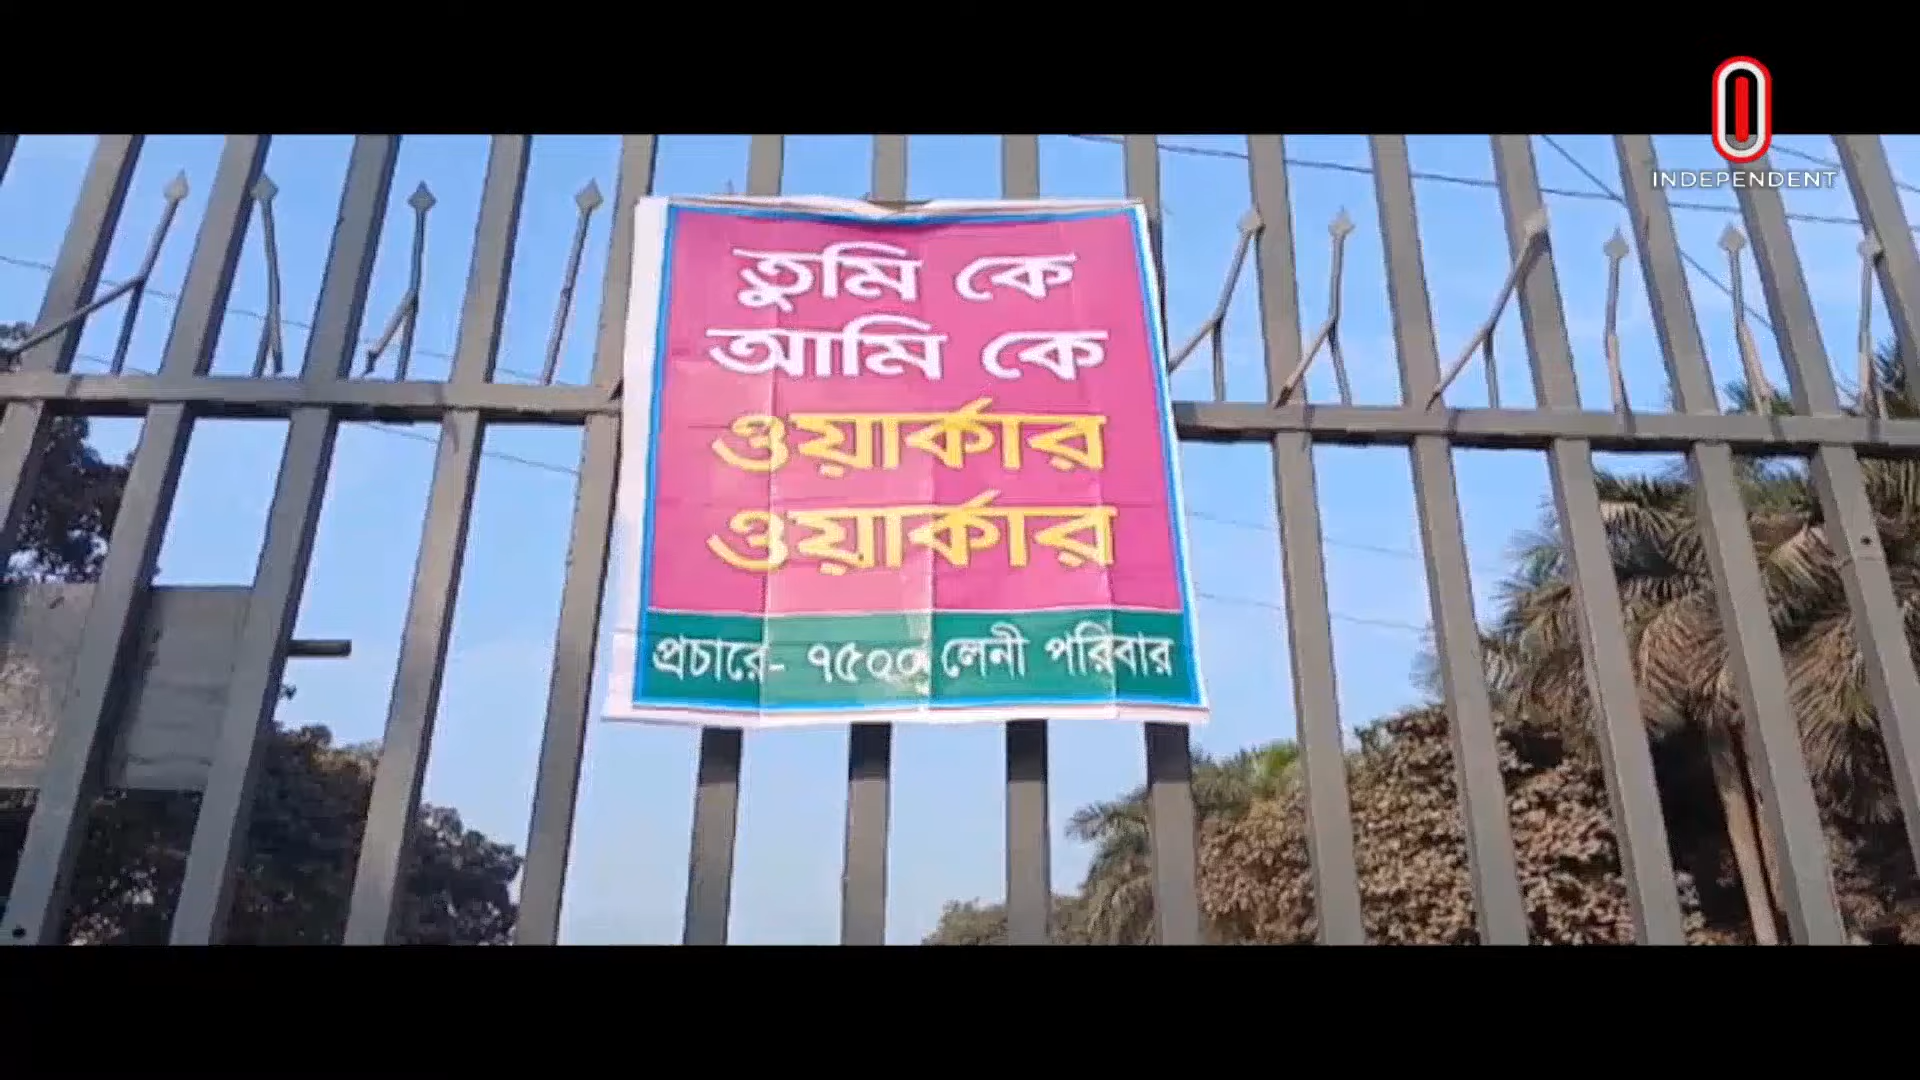 INDEPENDENT
তুমি কে
আমি কে
ওয়ার্কার
ওয়ার্কার
প্রচারে- ৭৫০০ লেনী পরিবার